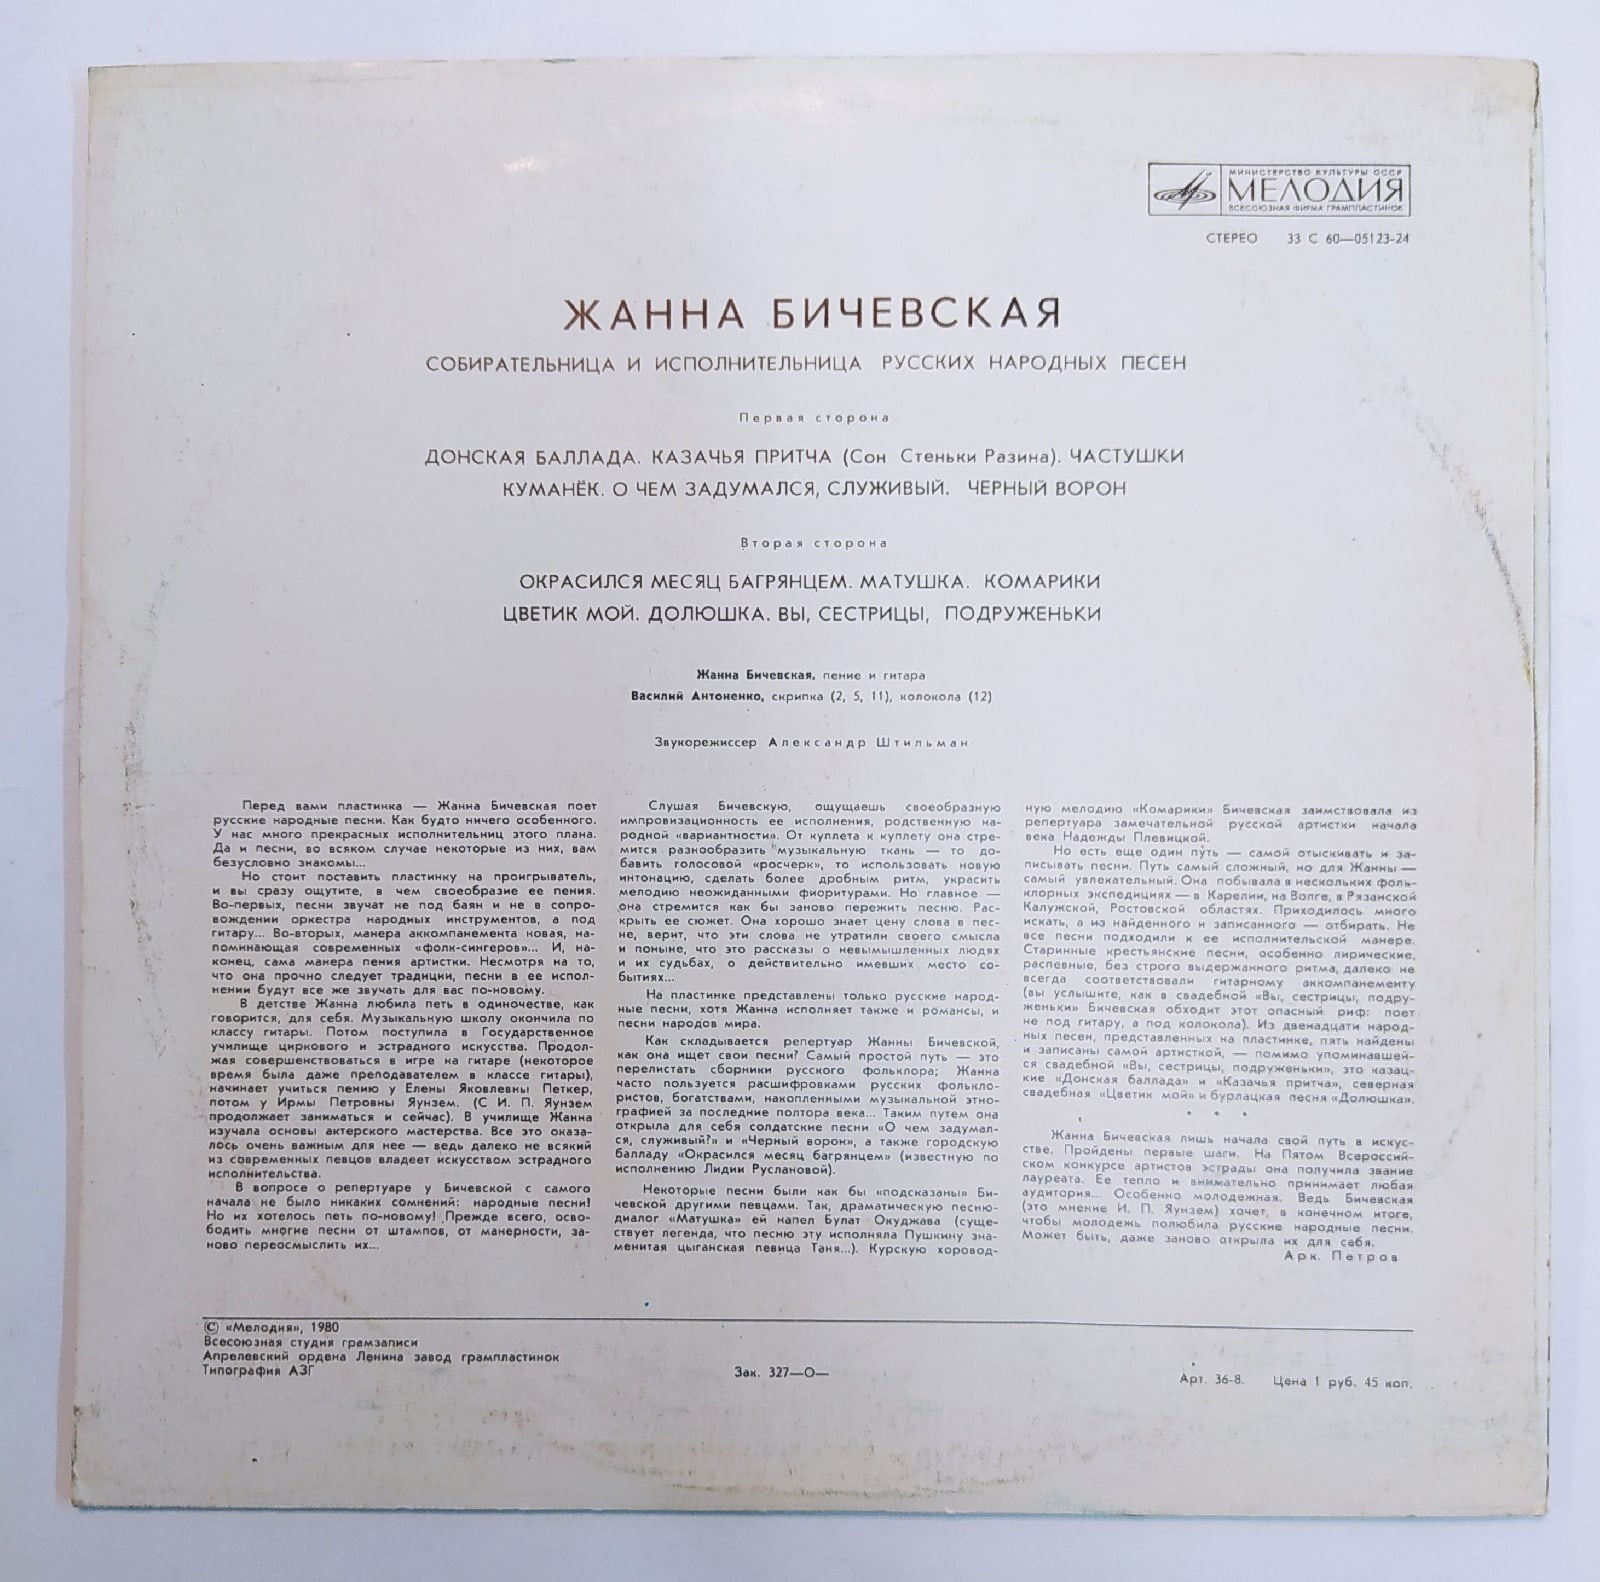 МИНИСТЕРСТВО КУЛЬТУРЫ СССР
МЕЛОДИЯ
ВСЕСОЮЗНАЯ ФИРМА ГРАМПЛАСТИНОК
СТЕРЕО 33 С 60—05123-24
ЖАННА БИЧЕВСКАЯ
СОБИРАТЕЛЬНИЦА И ИСПОЛНИТЕЛЬНИЦА РУССКИХ НАРОДНЫХ ПЕСЕН
Первая сторона
ДОНСКАЯ БАЛЛАДА. КАЗАЧЬЯ ПРИТЧА (Сон Стеньки Разина). ЧАСТУШКИ
КУМАНЁК. О ЧЕМ ЗАДУМАЛСЯ, СЛУЖИВЫЙ. ЧЕРНЫЙ ВОРОН
Вторая сторона
ОКРАСИЛСЯ МЕСЯЦ БАГРЯНЦЕМ. МАТУШКА. КОМАРИКИ
ЦВЕТИК МОЙ. ДОЛЮШКА. ВЫ, СЕСТРИЦЫ, ПОДРУЖЕНЬКИ
Жанна Бичевская, пение и гитара
Василий Антоненко, скрипка (2, 5, 11), колокола (12)
Звукорежиссер Александр Штильман
Перед вами пластинка — Жанна Бичевская поет
русские народные песни. Как будто ничего особенного.
У нас много прекрасных исполнительниц этого плана.
Да и песни, во всяком случае некоторые из них, вам
безусловно знакомы...
Но стоит поставить пластинку на проигрыватель,
и вы сразу ощутите, в чем своеобразие ее пения.
Во-первых, песни звучат не под баян и не в сопро-
вождении оркестра народных инструментов, а под
гитару... Во-вторых, манера аккомпанемента новая, на-
поминающая современных «фолк-сингеров»... И, на-
конец, сама манера пения артистки. Несмотря на то,
что она прочно следует традиции, песни в ее испол-
нении будут все же звучать для вас по-новому.
В детстве Жанна любила петь в одиночестве, как
говорится, для себя. Музыкальную школу окончила по
классу гитары. Потом поступила в Государственное
училище циркового и эстрадного искусства. Продол-
жая совершенствоваться в игре на гитаре (некоторое
время была даже преподавателем в классе гитары),
начинает учиться пению у Елены Яковлевны Петкер,
потом у Ирмы Петровны Яунзем. (С И. П. Яунзем
продолжает заниматься и сейчас). В училище Жанна
изучала основы актерского мастерства. Все это оказа-
лось очень важным для нее — ведь далеко не всякий
из современных певцов владеет искусством эстрадного
исполнительства.
В вопросе о репертуаре у Бичевской с самого
начала не было никаких сомнений: народные песни!
Но их хотелось петь по-новому! Прежде всего, осво-
бодить многие песни от штампов, от манерности, за-
ново переосмыслить их...
Слушая Бичевскую, ощущаешь своеобразную
импровизационность ее исполнения, родственную на-
родной «вариантности». От куплета к куплету она стре-
мится разнообразить музыкальную ткань — то до-
бавить голосовой «росчерк», то использовать новую
интонацию, сделать более дробным ритм, украсить
мелодию неожиданными фиоритурами. Но главное —
она стремится как бы заново пережить песню. Рас-
крыть ее сюжет. Она хорошо знает цену слова в пес-
не, верит, что эти слова не утратили своего смысла
и поныне, что это рассказы о невымышленных людях
и их судьбах, о действительно имевших место со-
бытиях...
На пластинке представлены только русские народ-
ные песни, хотя Жанна исполняет также и романсы, и
песни народов мира.
Как складывается репертуар Жанны Бичевской,
как она ищет свои песни? Самый простой путь — это
перелистать сборники русского фольклора; Жанна
часто пользуется расшифровками русских фолькло-
ристов, богатствами, накопленными музыкальной этно-
графией за последние полтора века... Таким путем она
открыла для себя солдатские песни «О чем задумал-
ся, служивый?» и «Черный ворон», а также городскую
балладу «Окрасился месяц багрянцем» (известную по
исполнению Лидии Руслановой).
Некоторые песни были как бы «подсказаны» Би-
чевской другими певцами. Так, драматическую песню-
диалог «Матушка» ей напел Булат Окуджава (суще-
ствует легенда, что песню эту исполняла Пушкину зна-
менитая цыганская певица Таня...). Курскую хоровод-
ную мелодию «Комарики» Бичевская заимствовала из
репертуара замечательной русской артистки начала
века Надежды Плевицкой.
Но есть еще один путь — самой отыскивать и за-
писывать песни. Путь самый сложный, но для Жанны —
самый увлекательный. Она побывала в нескольких фоль-
клорных экспедициях — в Карелии, на Волге, в Рязанской
Калужской, Ростовской областях. Приходилось много
искать, а из найденного и записанного — отбирать. Не
все песни подходили к ее исполнительской манере.
Старинные крестьянские песни, особенно лирические,
распевные, без строго выдержанного ритма, далеко не
всегда соответствовали гитарному аккомпанементу
(вы услышите, как в свадебной «Вы, сестрицы, подру-
женьки» Бичевская обходит этот опасный риф: поет
не под гитару, а под колокола). Из двенадцати народ-
ных песен, представленных на пластинке, пять найдены
и записаны самой артисткой, — помимо упоминавшей-
ся свадебной «Вы, сестрицы, подруженьки», это казац-
кие «Донская баллада» и «Казачья притча», северная
свадебная «Цветик мой» и бурлацкая песня «Долюшка».
* * *
Жанна Бичевская лишь начала свой путь в искус-
стве. Пройдены первые шаги. На Пятом Всероссий-
ском конкурсе артистов эстрады она получила звание
лауреата. Ее тепло и внимательно принимает любая
аудитория... Особенно молодежная. Ведь Бичевская
(это мнение И. П. Яунзем) хочет, в конечном итоге,
чтобы молодежь полюбила русские народные песни.
Может быть, даже заново открыла их для себя.
Арк. Петров
© «Мелодия», 1980
Всесоюзная студия грамзаписи
Апрелевский ордена Ленина завод грампластинок
Типография АЗГ
Зак. 327—О—
Арт. 36-8. Цена 1 руб. 45 коп.